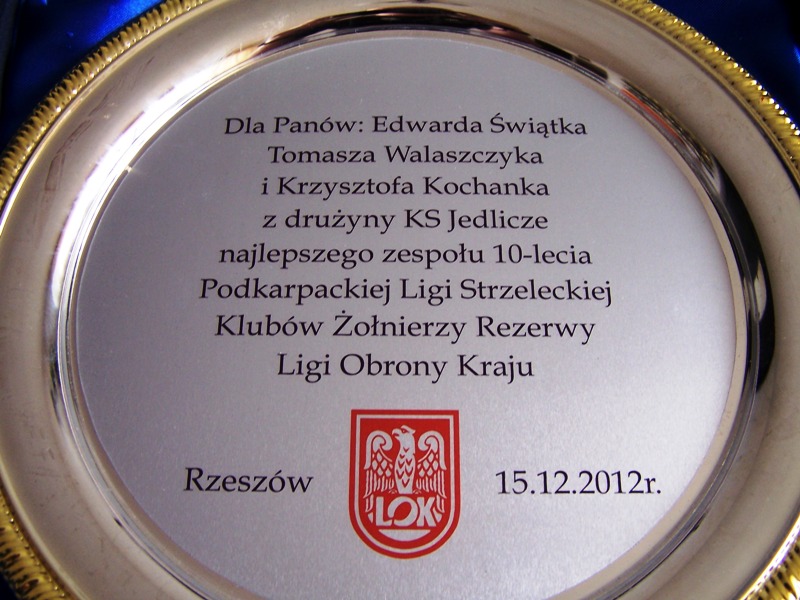 Dla Panów: Edwarda Świątka
Tomasza Walaszczyka
i Krzysztofa Kochanka
z drużyny KS Jedlicze
najlepszego zespołu 10-lecia
Podkarpackiej Ligi Strzeleckiej
Klubów Żołnierzy Rezerwy
Ligi Obrony Kraju
Rzeszów LOK 15.12.2012r.